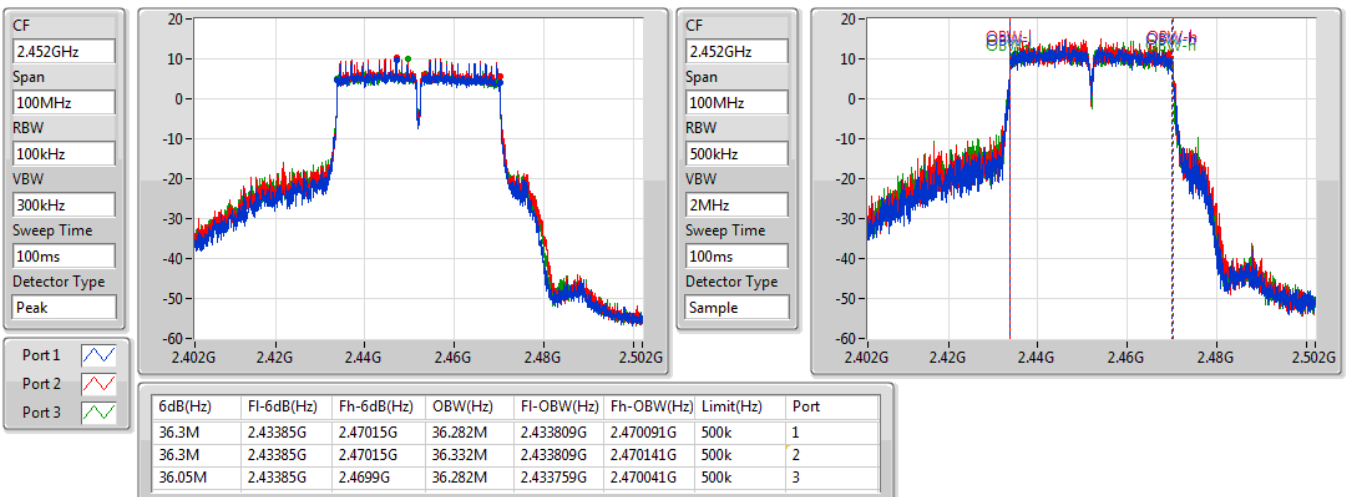 CF
2.452GHz
Span
100MHz
RBW
100kHz
VBW
300kHz
Sweep Time
100ms
Detector Type
Peak
20
10
0
-10
-20
-30
-40
-50
-60
2.402G 2.42G 2.44G 2.46G 2.48G 2.502G
CF
2.452GHz
Span
100MHz
RBW
500kHz
VBW
2MHz
Sweep Time
100ms
Detector Type
Sample
20
10
0
-10
-20
-30
-40
-50
-60
OBW-l OBW-h
2.402G 2.42G 2.44G 2.46G 2.48G 2.502G
Port 1
Port 2
Port 3
6dB(Hz) Fl-6dB(Hz) Fh-6dB(Hz) OBW(Hz) Fl-OBW(Hz) Fh-OBW(Hz) Limit(Hz) Port
36.3M 2.43385G 2.47015G 36.282M 2.433809G 2.470091G 500k 1
36.3M 2.43385G 2.47015G 36.332M 2.433809G 2.470141G 500k 2
36.05M 2.43385G 2.4699G 36.282M 2.433759G 2.470041G 500k 3